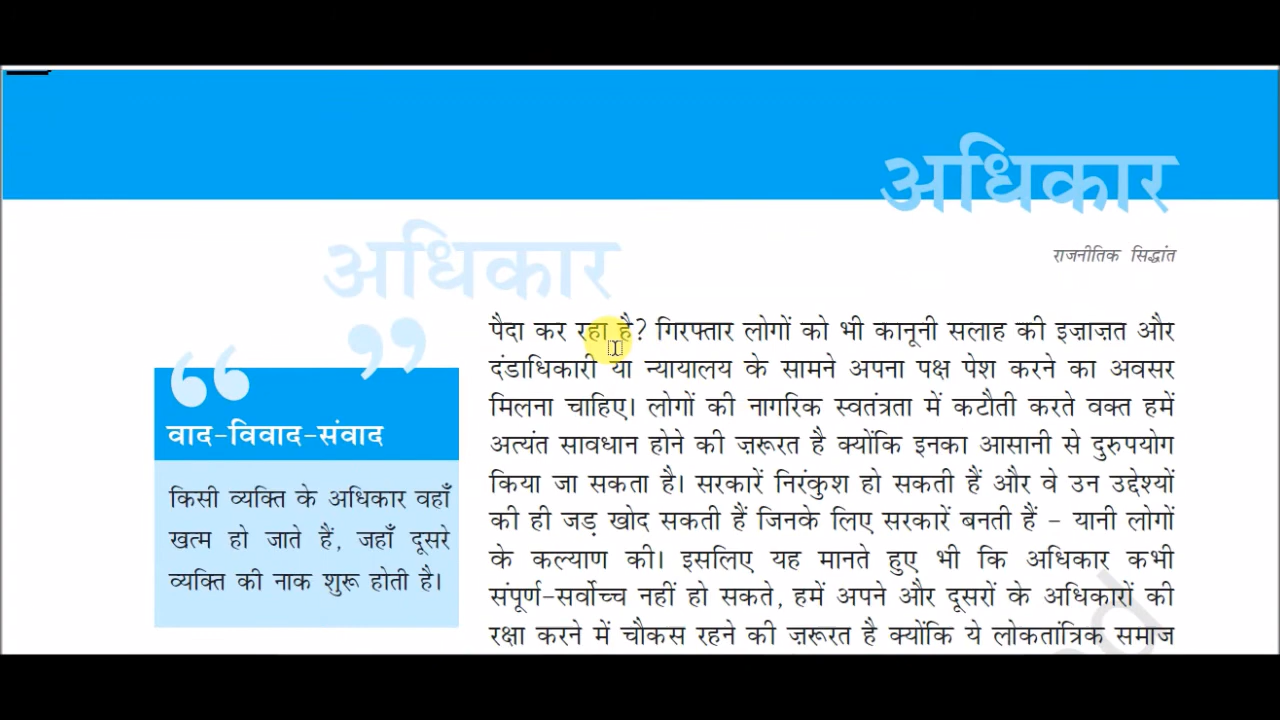 अधिकार
राजनीतिक सिद्धांत
अधिकार
वाद-विवाद-संवाद
किसी व्यक्ति के अधिकार वहाँ
खत्म हो जाते हैं, जहाँ दूसरे
व्यक्ति की नाक शुरू होती है।
पैदा कर रहा है? गिरफ्तार लोगों को भी कानूनी सलाह की इज़ाज़त और
दंडाधिकारी या न्यायालय के सामने अपना पक्ष पेश करने का अवसर
मिलना चाहिए। लोगों की नागरिक स्वतंत्रता में कटौती करते वक्त हमें
अत्यंत सावधान होने की ज़रूरत है क्योंकि इनका आसानी से दुरुपयोग
किया जा सकता है। सरकारें निरंकुश हो सकती हैं और वे उन उद्देश्यों
की ही जड़ खोद सकती हैं जिनके लिए सरकारें बनती हैं – यानी लोगों
के कल्याण की। इसलिए यह मानते हुए भी कि अधिकार कभी
संपूर्ण-सर्वोच्च नहीं हो सकते, हमें अपने और दूसरों के अधिकारों की
रक्षा करने में चौकस रहने की ज़रूरत है क्योंकि ये लोकतांत्रिक समाज